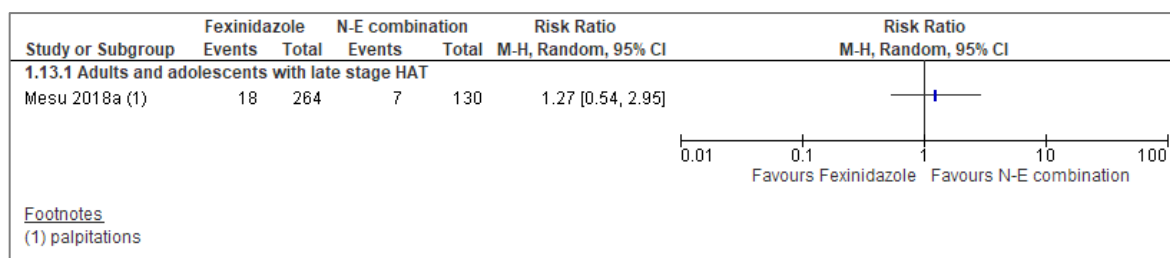 Fexinidazole N-E combination Risk Ratio Risk Ratio
Study or Subgroup Events Total Events Total M-H, Random, 95% CI M-H, Random, 95% CI
1.13.1 Adults and adolescents with late stage HAT
Mesu 2018a (1) 18 264 7 130 1.27 [0.54, 2.95]
0.01 0.1 1 10 100
Favours Fexinidazole Favours N-E combination
Footnotes
(1) palpitations